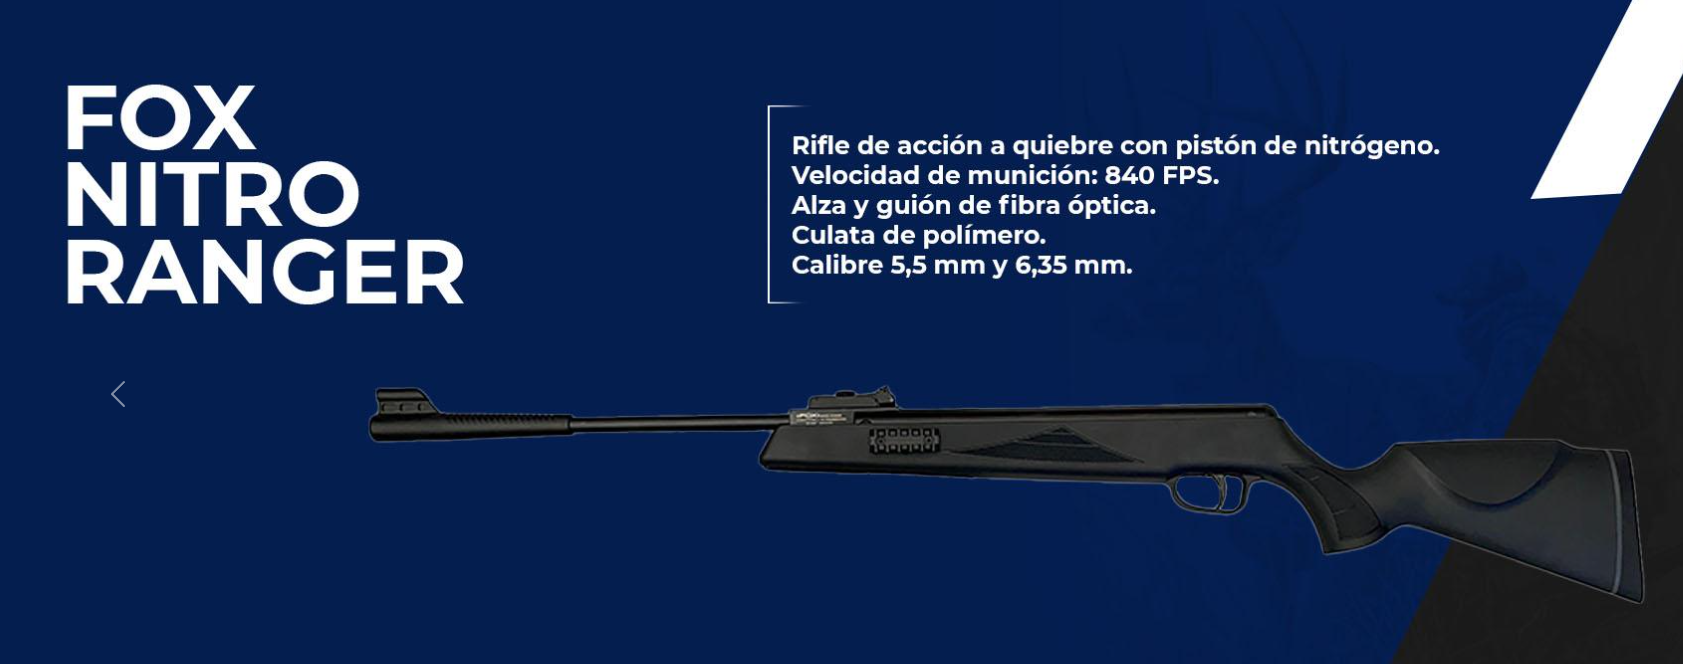 FOX
NITRO
RANGER
Rifle de acción a quiebre con pistón de nitrógeno.
Velocidad de munición: 840 FPS.
Alza y guión de fibra óptica.
Culata de polímero.
Calibre 5,5 mm y 6,35 mm.